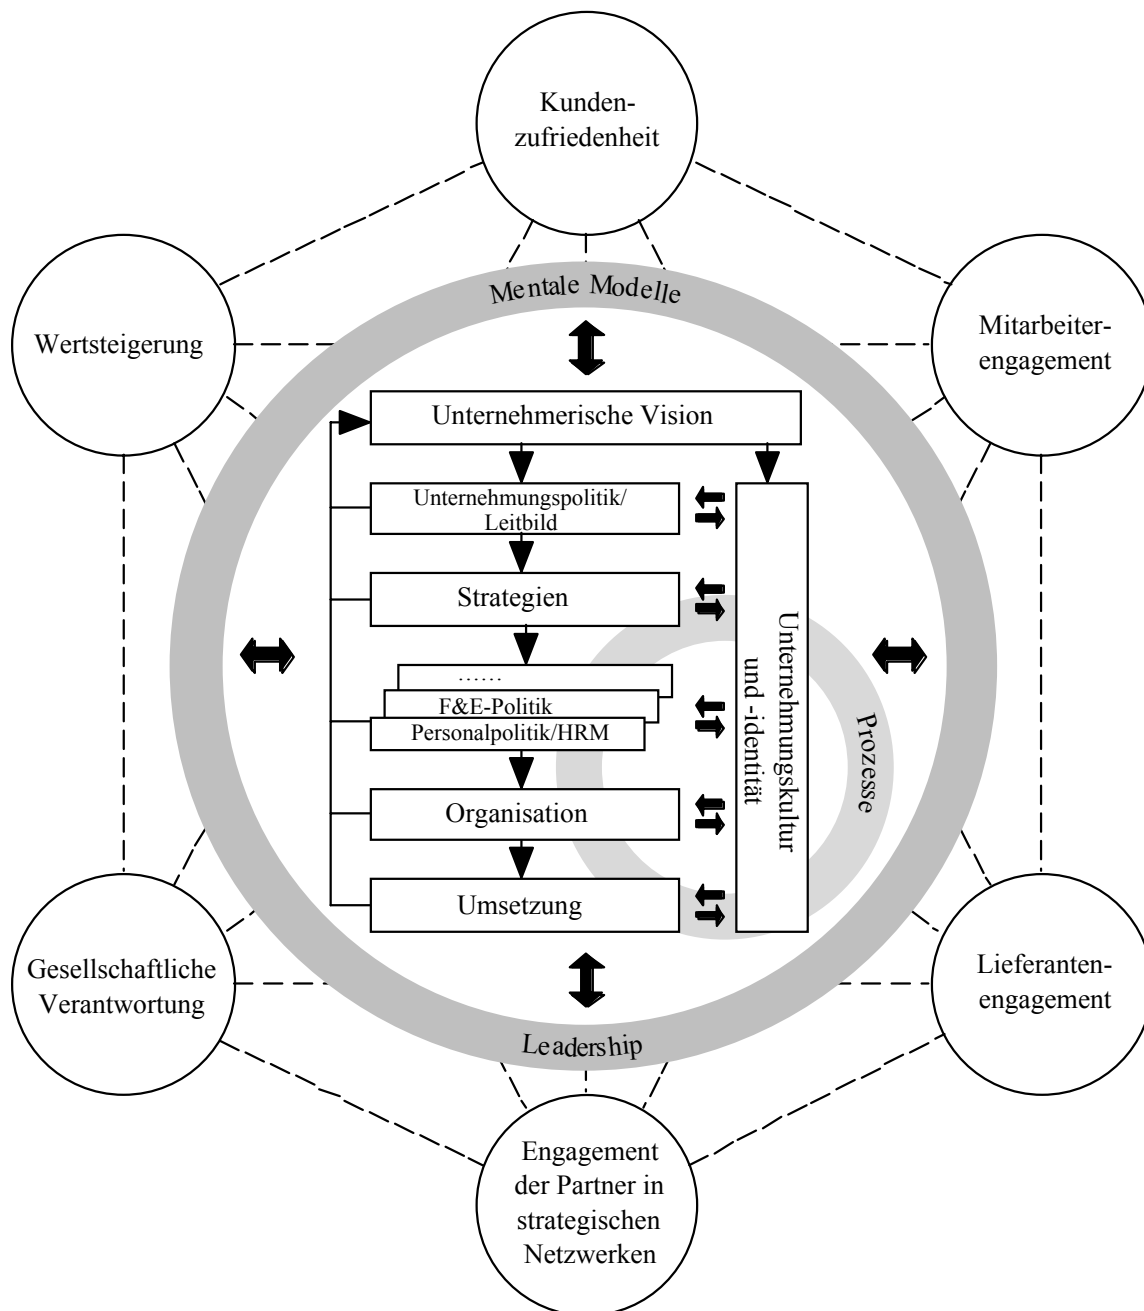 Kunden-
zufriedenheit
Mentale Modelle
Wertsteigerung
Mitarbeiter-
engagement
Unternehmerische Vision
Unternehmungspolitik/
Leitbild
Strategien
......
F&E-Politik
Personalpolitik/HRM
Organisation
Umsetzung
Unternehmungskultur
und -identität
Prozesse
Gesellschaftliche
Verantwortung
Lieferanten-
engagement
Leadership
Engagement
der Partner in
strategischen
Netzwerken